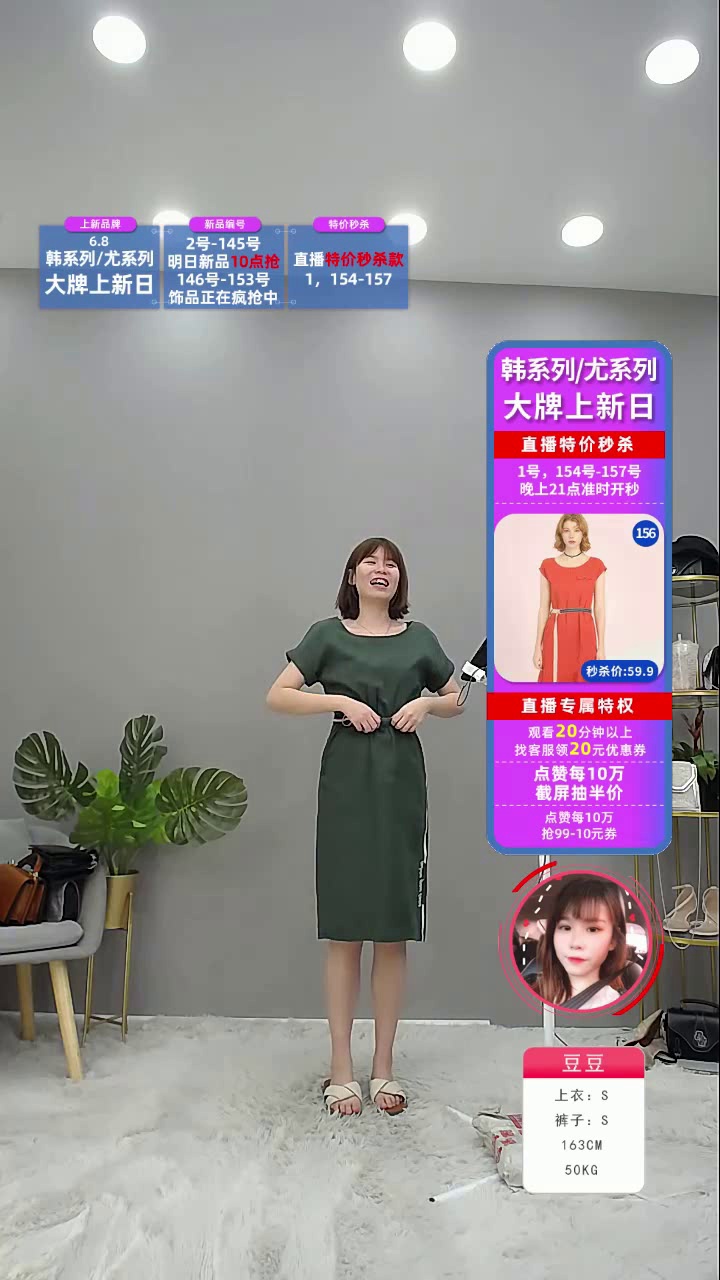 上新品牌
6.8
韩系列/尤系列
大牌上新日
新品编号
2号-145号
明日新品10点抢
146号-153号
饰品正在疯抢中
特价秒杀
直播特价秒杀款
1，154-157
韩系列/尤系列
大牌上新日
直播特价秒杀
1号，154号-157号
晚上21点准时开秒
156
秒杀价:59.9
直播专属特权
观看20分钟以上
找客服领20元优惠券
点赞每10万
截屏抽半价
点赞每10万
抢99-10元券
豆豆
上衣：S
裤子：S
163CM
50KG